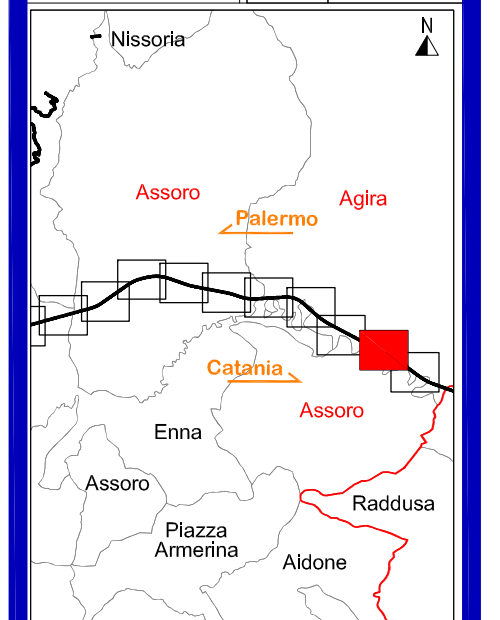 N
Nissoria
Assoro
Agira
Palermo
Catania
Assoro
Enna
Assoro
Raddusa
Piazza
Armerina
Aidone